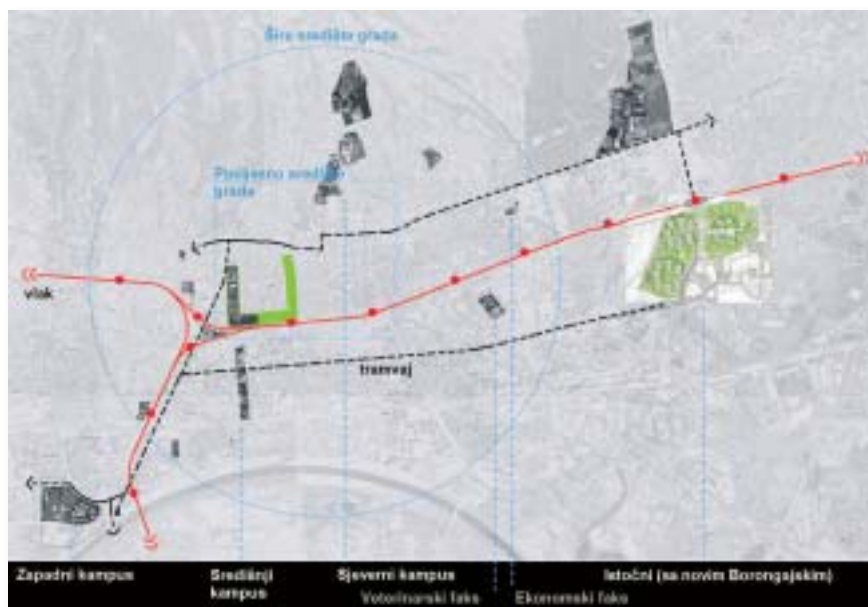 Šire središte grada
Povijesno središte
grada
vlak
tramvaj
Zapadni kampus
Središnji
kampus
Sjeverni kampus
Istočni (sa novim Borongajskim)
Veterinarski faks
Ekonomski faks